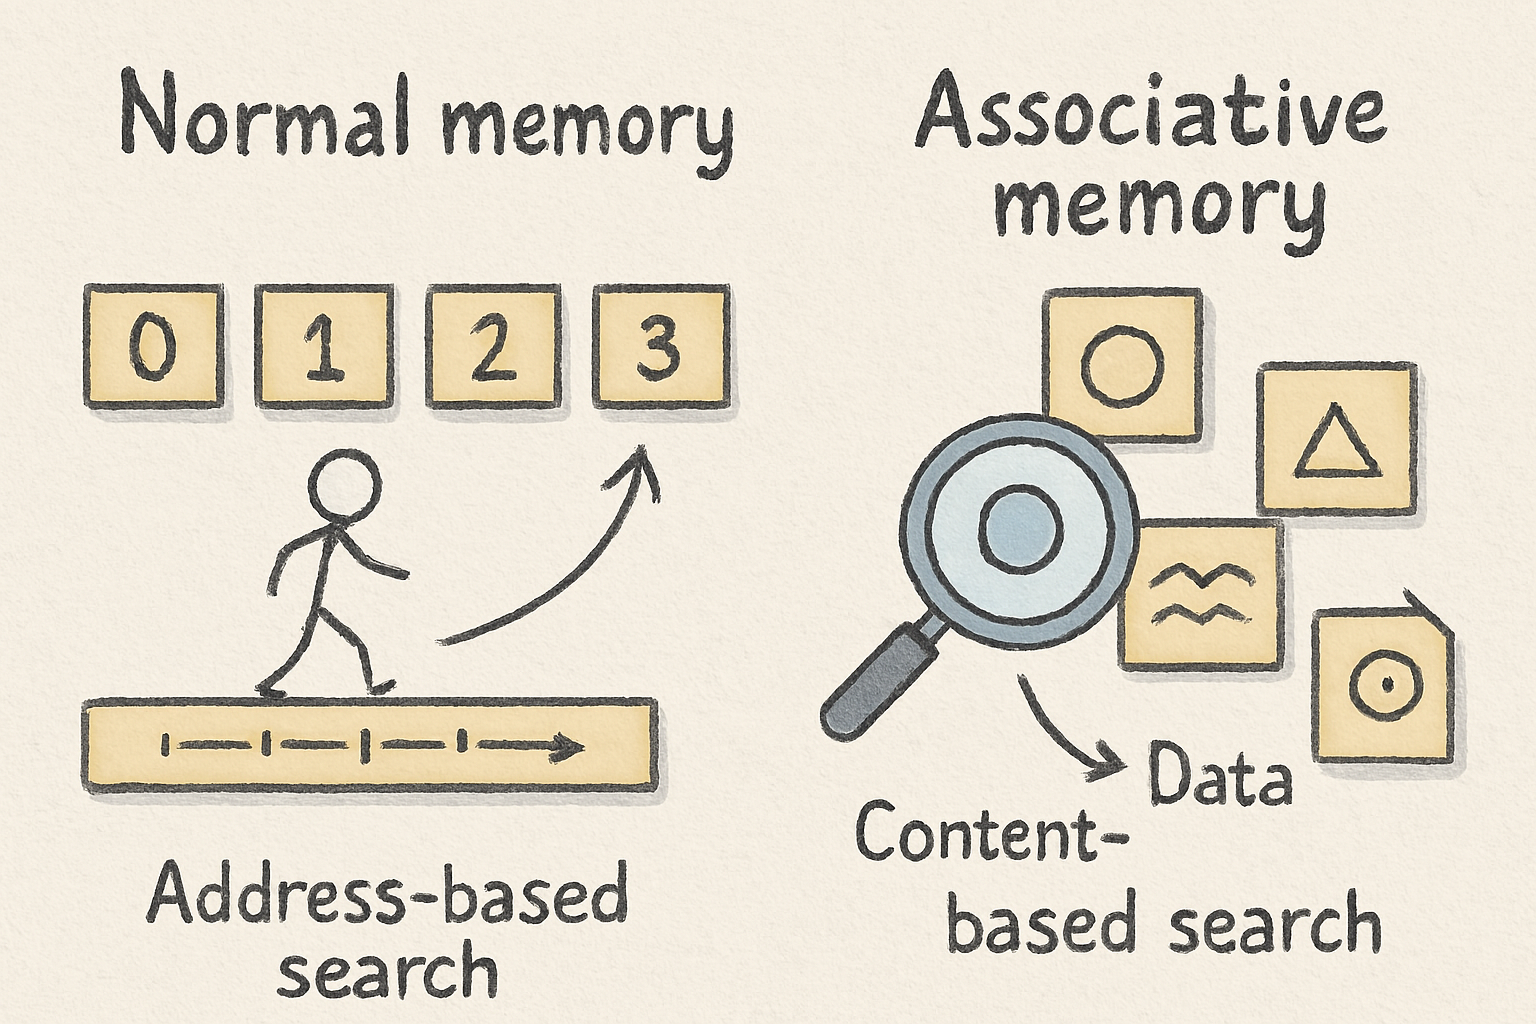 Normal memory
0 1 2 3
Address-based
search
Associative
memory
Data
Content-
based search